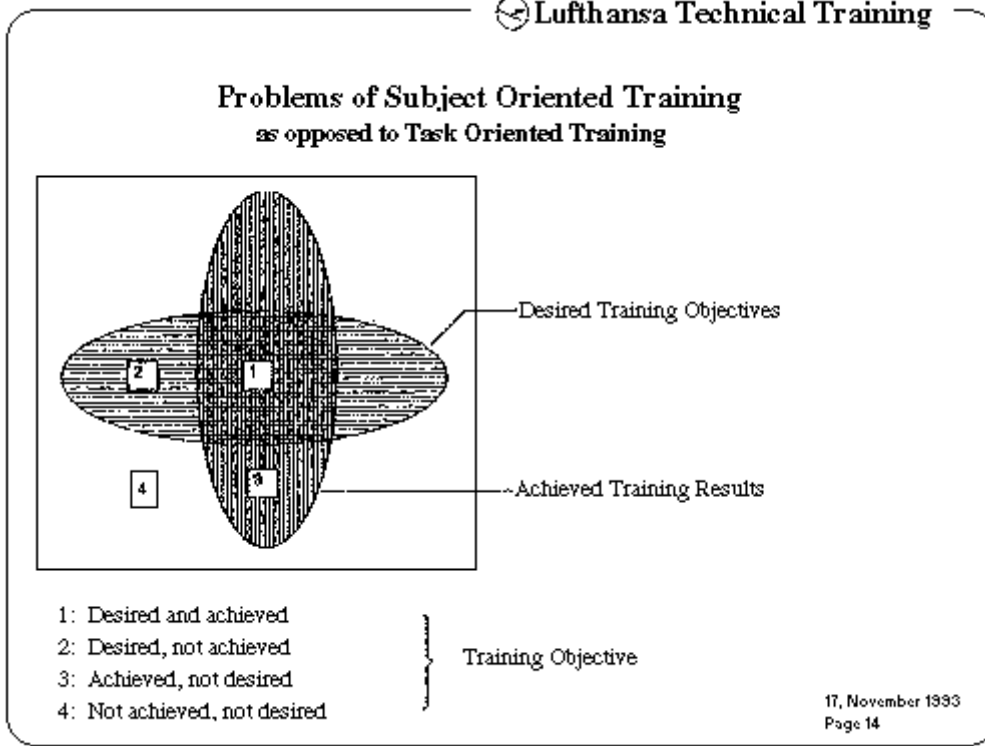 Lufthansa Technical Training
Problems of Subject Oriented Training
as opposed to Task Oriented Training
Desired Training Objectives
2
1
4
3
Achieved Training Results
1: Desired and achieved
2: Desired, not achieved
3: Achieved, not desired
4: Not achieved, not desired
Training Objective
17, November 1993
Page 14